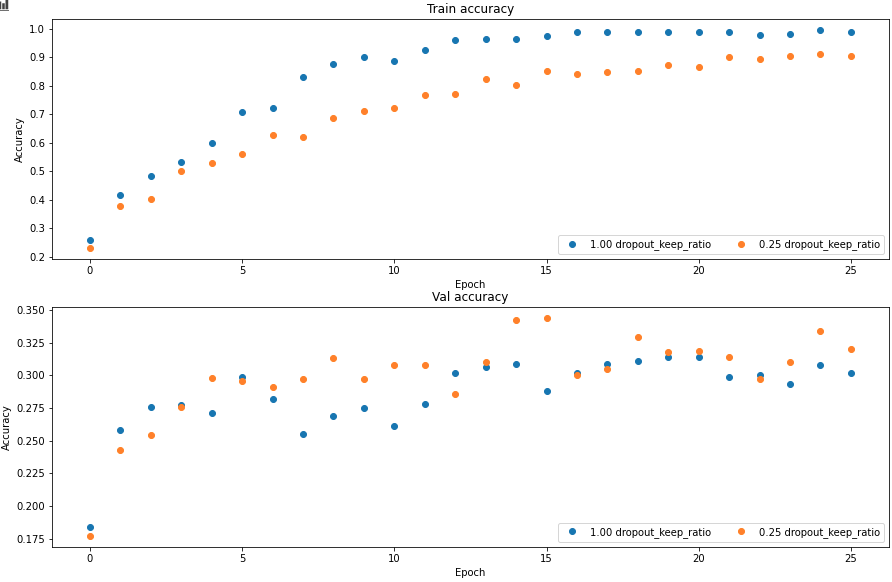 Train accuracy
1.0
0.9
0.8
0.7
0.6
0.5
0.4
0.3
0.2
Accuracy
1.00 dropout_keep_ratio 0.25 dropout_keep_ratio
0 5 10 15 20 25
Epoch
Val accuracy
0.350
0.325
0.300
0.275
0.250
0.225
0.200
0.175
Accuracy
1.00 dropout_keep_ratio 0.25 dropout_keep_ratio
0 5 10 15 20 25
Epoch